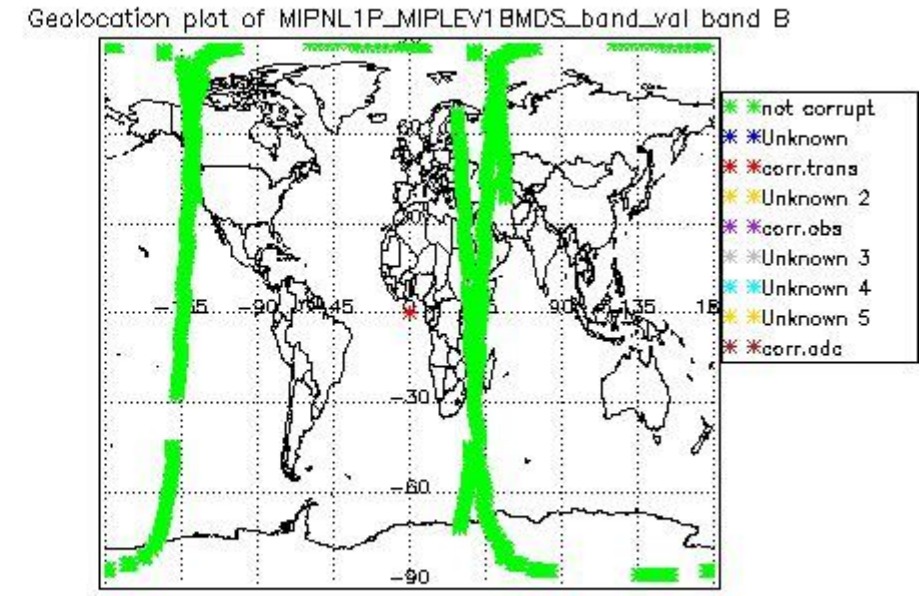 Geolocation plot of MIPNL1P_MIPLEV1BMDS_band_val band B
not corrupt
Unknown
corr.trans
Unknown 2
corr.obs
Unknown 3
Unknown 4
Unknown 5
corr.adc
60
-90 45 90 135
-30
-60
-90